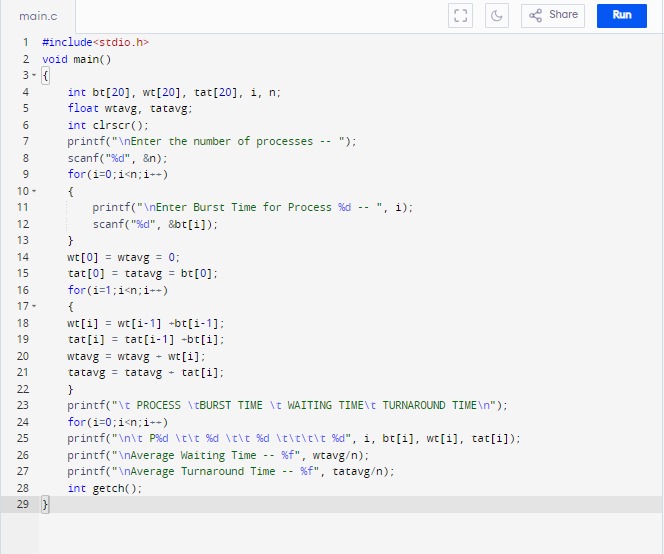 main.c
Share
Run
1 #include<stdio.h>
2 void main()
3 {
4 int bt[20], wt[20], tat[20], i, n;
5 float wtavg, tatavg;
6 int clrscr();
7 printf("\nEnter the number of processes -- ");
8 scanf("%d", &n);
9 for(i=0;i<n;i++)
10 {
11 printf("\nEnter Burst Time for Process %d -- ", i);
12 scanf("%d", &bt[i]);
13 }
14 wt[0] = wtavg = 0;
15 tat[0] = tatavg = bt[0];
16 for(i=1;i<n;i++)
17 {
18 wt[i] = wt[i-1] +bt[i-1];
19 tat[i] = tat[i-1] +bt[i];
20 wtavg = wtavg + wt[i];
21 tatavg = tatavg + tat[i];
22 }
23 printf("\t PROCESS \tBURST TIME \t WAITING TIME\t TURNAROUND TIME\n");
24 for(i=0;i<n;i++)
25 printf("\n\t P%d \t\t %d \t\t %d \t\t\t\t %d", i, bt[i], wt[i], tat[i]);
26 printf("\nAverage Waiting Time -- %f", wtavg/n);
27 printf("\nAverage Turnaround Time -- %f", tatavg/n);
28 int getch();
29 }